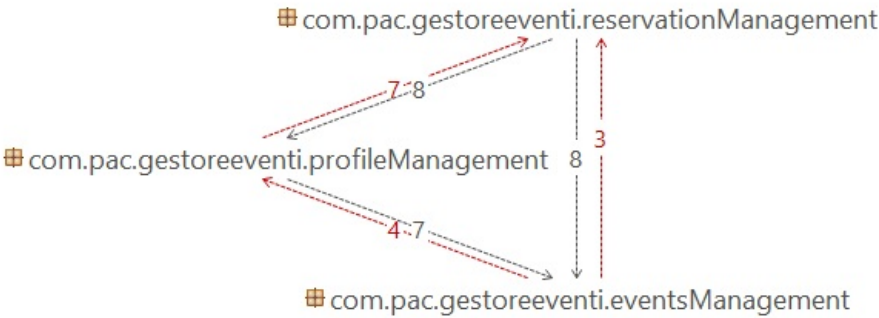 com.pac.gestoreeventi.reservationManagement
7 8
3
com.pac.gestoreeventi.profileManagement
8
4 7
com.pac.gestoreeventi.eventsManagement